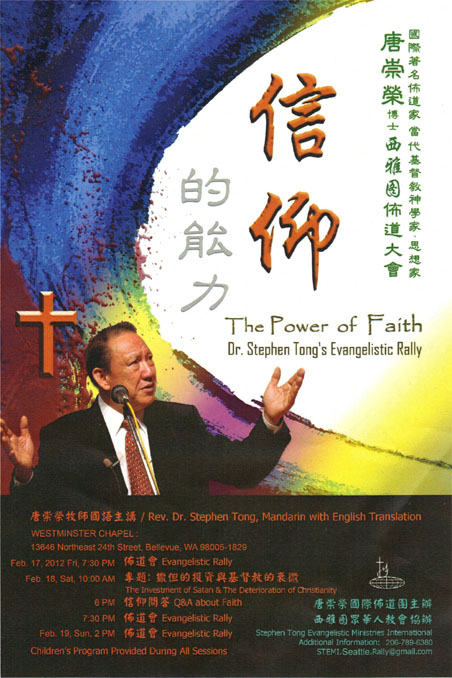 國際著名佈道家 當代基督教神學家·思想家
唐崇榮博士西雅圖佈道大會
信仰
的能力
The Power of Faith
Dr. Stephen Tong's Evangelistic Rally
唐崇榮牧師國語主講 / Rev. Dr. Stephen Tong, Mandarin with English Translation
WESTMINSTER CHAPEL :
13646 Northeast 24th Street, Bellevue, WA 98005-1829
Feb. 17, 2012 Fri, 7:30 PM 佈道會 Evangelistic Rally
Feb. 18, Sat, 10:00 AM 專題: 撒但的投資與基督教的衰微
The Investment of Satan & The Deterioration of Christianity
6 PM 信仰問答 Q&A about Faith
7:30 PM 佈道會 Evangelistic Rally
Feb. 19, Sun, 2 PM 佈道會 Evangelistic Rally
Children's Program Provided During All Sessions
唐崇榮國際佈道團主辦
西雅圖眾華人教會協辦
Stephen Tong Evangelistic Ministries International
Additional Information: 206-789-6380
STEMI.Seattle.Rally@gmail.com